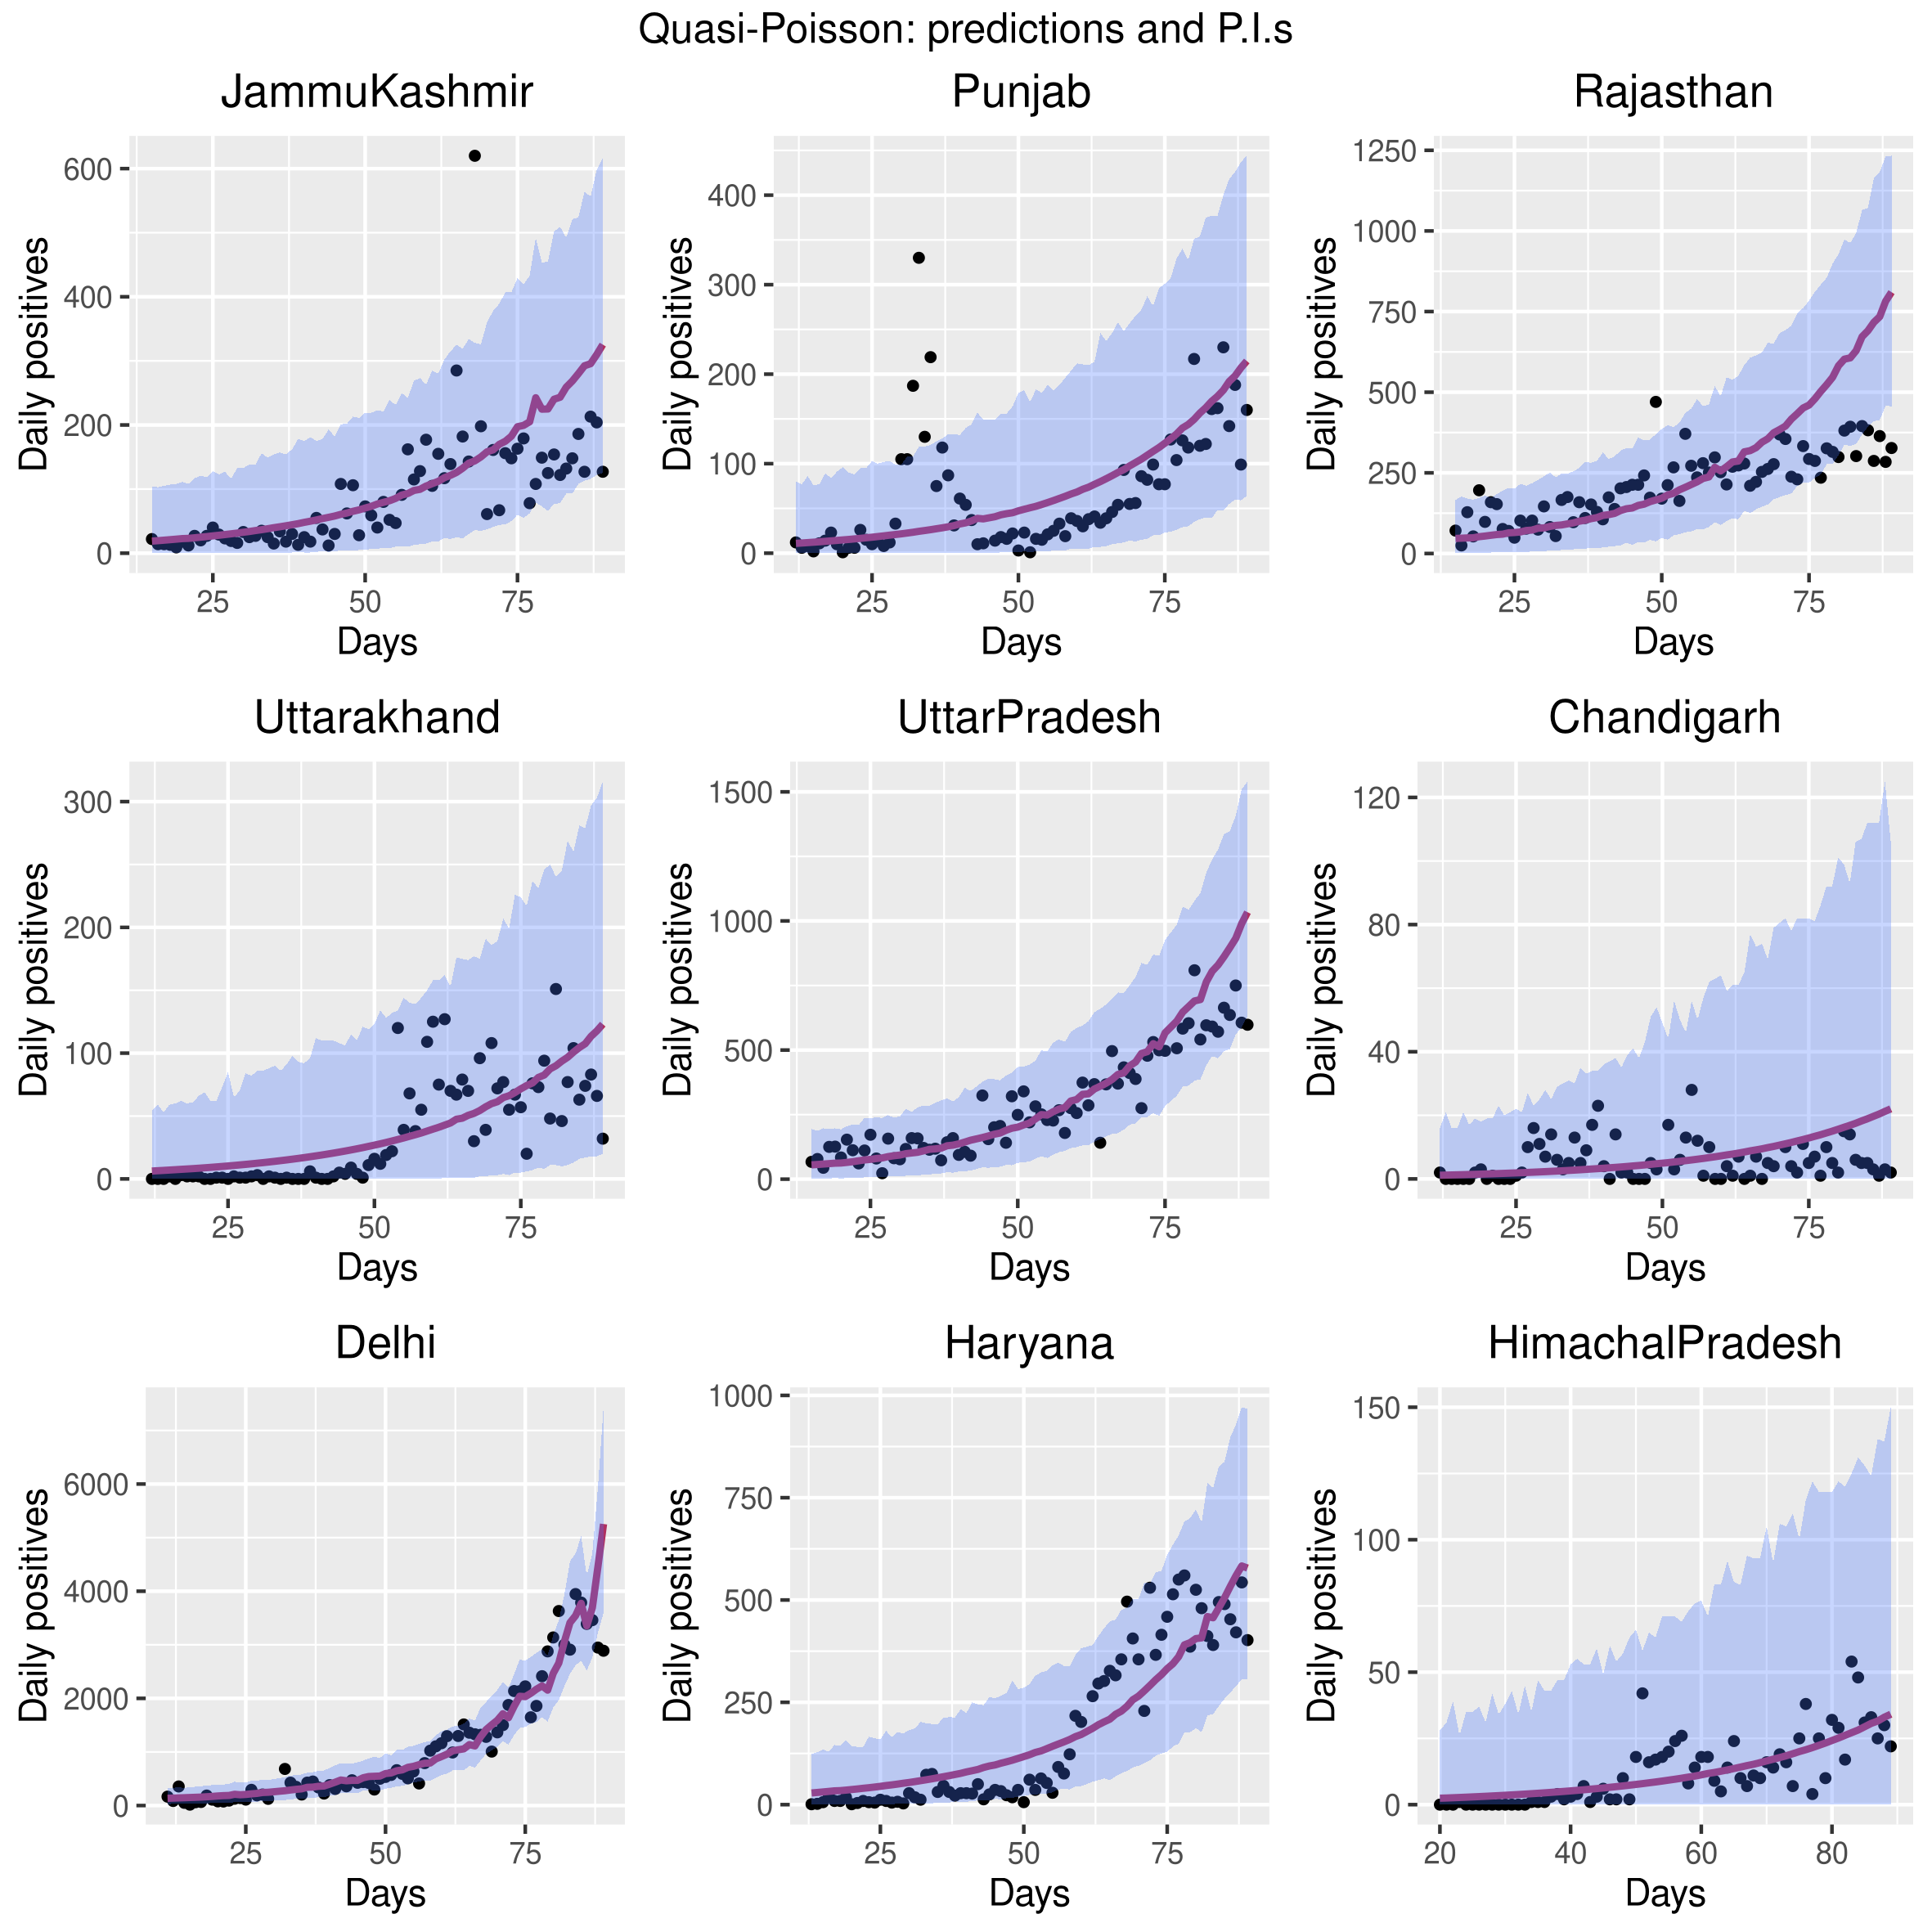 Quasi-Poisson: predictions and P.I.s
JammuKashmir
Daily positives
600
400
200
0
25 50 75
Days
Punjab
Daily positives
400
300
200
100
0
25 50 75
Days
Rajasthan
Daily positives
1250
1000
750
500
250
0
25 50 75
Days
Uttarakhand
Daily positives
300
200
100
0
25 50 75
Days
UttarPradesh
Daily positives
1500
1000
500
0
25 50 75
Days
Chandigarh
Daily positives
120
80
40
0
25 50 75
Days
Delhi
Daily positives
6000
4000
2000
0
25 50 75
Days
Haryana
Daily positives
1000
750
500
250
0
25 50 75
Days
HimachalPradesh
Daily positives
150
100
50
0
20 40 60 80
Days